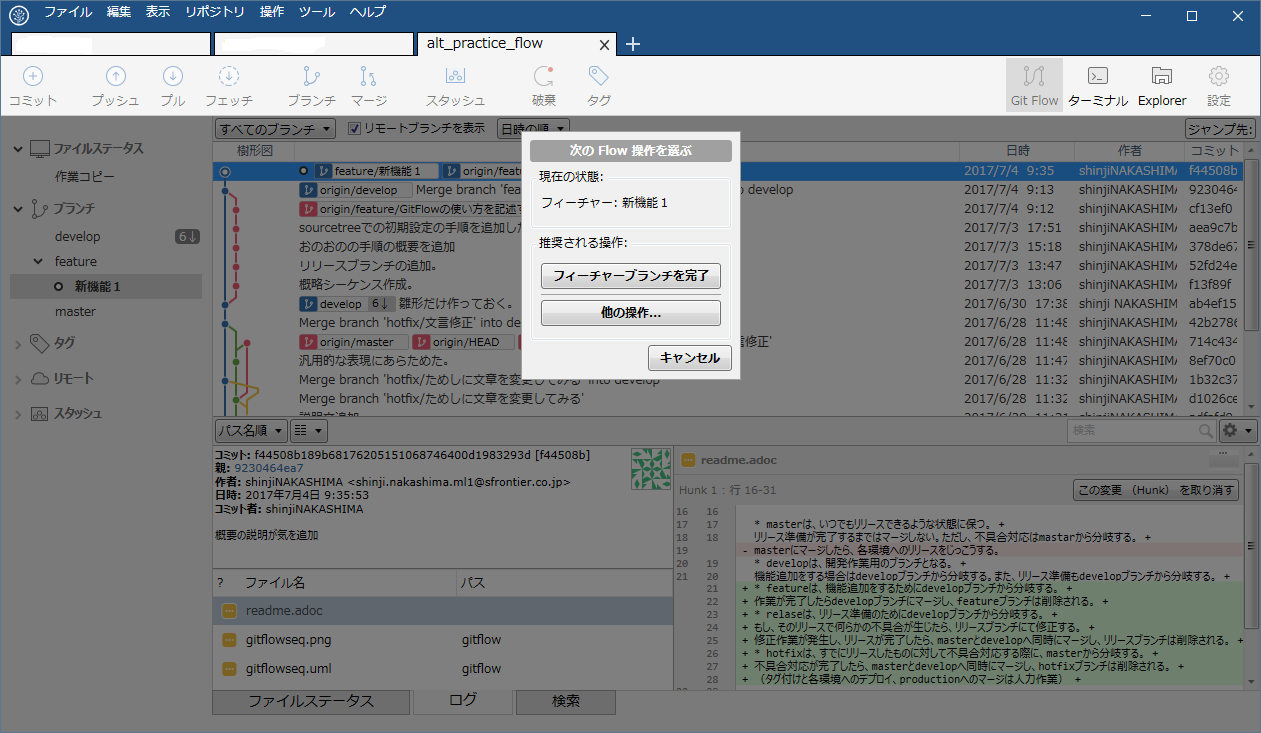 ファイル 編集 表示 リポジトリ 操作 ツール ヘルプ
alt_practice_flow
コミット プッシュ プル フェッチ ブランチ マージ スタッシュ 破棄 タグ Git Flow ターミナル Explorer 設定
すべてのブランチ リモートブランチを表示 日時の順 ジャンプ先:
ファイルステータス
作業コピー
ブランチ
develop 6↓
feature
新機能１
master
タグ
リモート
スタッシュ
樹形図 日時 作者 コミット
feature/新機能１ origin/featu 2017/7/4 9:35 shinjiNAKASHIMA f44508b
origin/develop Merge branch 'fea to develop 2017/7/4 9:13 shinjiNAKASHIMA 9230464
origin/feature/GitFlowの使い方を記述 2017/7/4 9:12 shinjiNAKASHIMA cf13ef0
sourcetreeでの初期設定の手順を追加し 2017/7/3 17:51 shinjiNAKASHIMA aea9c7b
おのおのの手順の概要を追加 2017/7/3 15:18 shinjiNAKASHIMA 378de67
リリースブランチの追加。 2017/7/3 13:47 shinjiNAKASHIMA 52fd24e
概略シーケンス作成。 2017/7/3 13:06 shinjiNAKASHIMA f13f89f
develop 6↓ 雛形だけ作っておく。 2017/6/30 17:38 shinji NAKASHIMA ab4ef15
Merge branch 'hotfix/文言修正' into de 2017/6/28 11:48 shinjiNAKASHIMA 42b2786
origin/master origin/HEAD 言修正' 2017/6/28 11:48 shinjiNAKASHIMA 714c434
汎用的な表現にあらためた。 2017/6/28 11:47 shinjiNAKASHIMA 8ef70c0
Merge branch 'hotfix/ためしに文章を変更してみる' into develop 2017/6/28 11:32 shinjiNAKASHIMA 1b32c37
Merge branch 'hotfix/ためしに文章を変更してみる' 2017/6/28 11:32 shinjiNAKASHIMA d1026ce
次の Flow 操作を選ぶ
現在の状態:
フィーチャー: 新機能１
推奨される操作:
フィーチャーブランチを完了
他の操作...
キャンセル
パス名順 検索
コミット: f44508b189b68176205151068746400d1983293d [f44508b]
親: 9230464ea7
作者: shinjiNAKASHIMA <shinji.nakashima.ml1@sfrontier.co.jp>
日時: 2017年7月4日 9:35:53
コミット者: shinjiNAKASHIMA
概要の説明が気を追加
? ファイル名 パス
readme.adoc
gitflowseq.png gitflow
gitflowseq.uml gitflow
readme.adoc
Hunk 1 : 行 16-31 この変更 （Hunk） を取り消す
16 16
17 17 * masterは、いつでもリリースできるような状態に保つ。 +
18 18 リリース準備が完了するまではマージしない。ただし、不具合対応はmastarから分岐する。 +
19 - masterにマージしたら、各環境へのリリースをじっこうする。
20 19 * developは、開発作業用のブランチとなる。 +
21 20 機能追加をする場合はdevelopブランチから分岐する。また、リリース準備もdevelopブランチから分岐する。 +
21 + * featureは、機能追加をするためにdevelopブランチから分岐する。 +
22 + 作業が完了したらdevelopブランチにマージし、featureブランチは削除される。 +
23 + * relaseは、リリース準備のためにdevelopブランチから分岐する。 +
24 + もし、そのリリースで何らかの不具合が生じたら、リリースブランチにて修正する。 +
25 + 修正作業が発生し、リリースが完了したら、masterとdevelopへ同時にマージし、リリースブランチは削除される。 +
26 + * hotfixは、すでにリリースしたものに対して不具合対応する際に、masterから分岐する。 +
27 + 不具合対応が完了したら、masterとdevelopへ同時にマージし、hotfixブランチは削除される。 +
28 + （タグ付けと各環境へのデプロイ、productionへのマージは人力作業） +
ファイルステータス ログ 検索